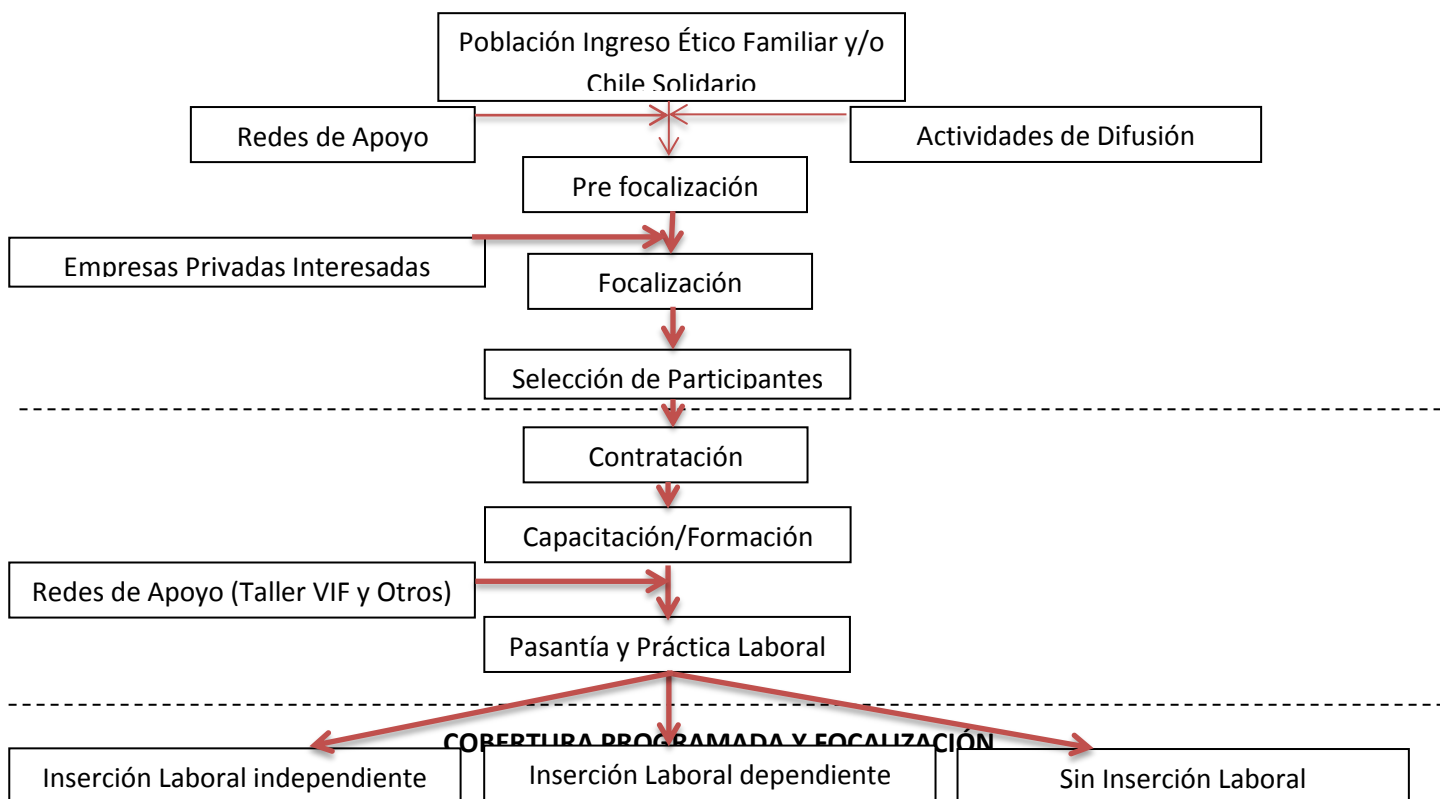 Población Ingreso Ético Familiar y/o
Chile Solidario
Redes de Apoyo
Actividades de Difusión
Pre focalización
Empresas Privadas Interesadas
Focalización
Selección de Participantes
Contratación
Capacitación/Formación
Redes de Apoyo (Taller VIF y Otros)
Pasantía y Práctica Laboral
COBERTURA PROGRAMADA Y FOCALIZACIÓN
Inserción Laboral independiente
Inserción Laboral dependiente
Sin Inserción Laboral